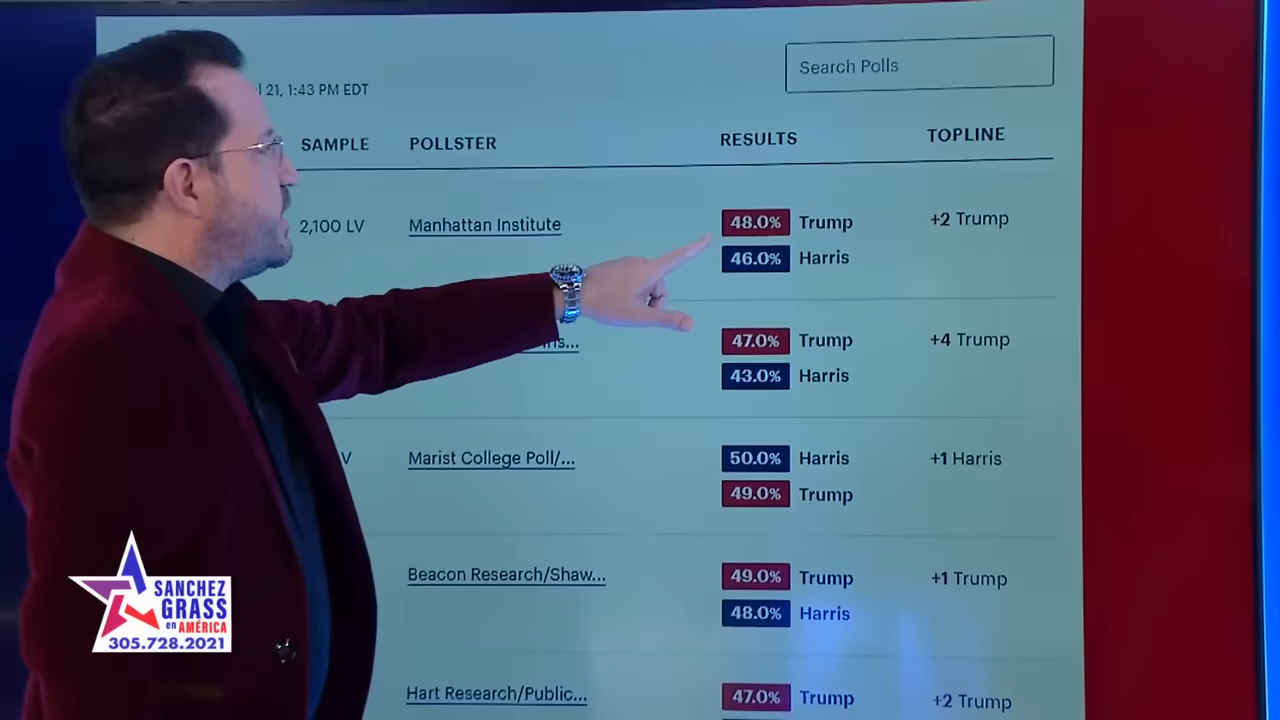 Search Polls
21, 1:43 PM EDT
SAMPLE POLLSTER RESULTS TOPLINE
2,100 LV Manhattan Institute 48.0% Trump +2 Trump
46.0% Harris
47.0% Trump +4 Trump
43.0% Harris
V Marist College Poll/... 50.0% Harris +1 Harris
49.0% Trump
Beacon Research/Shaw... 49.0% Trump +1 Trump
48.0% Harris
Hart Research/Public... 47.0% Trump +2 Trump
SANCHEZ
GRASS
en AMÉRICA
305.728.2021